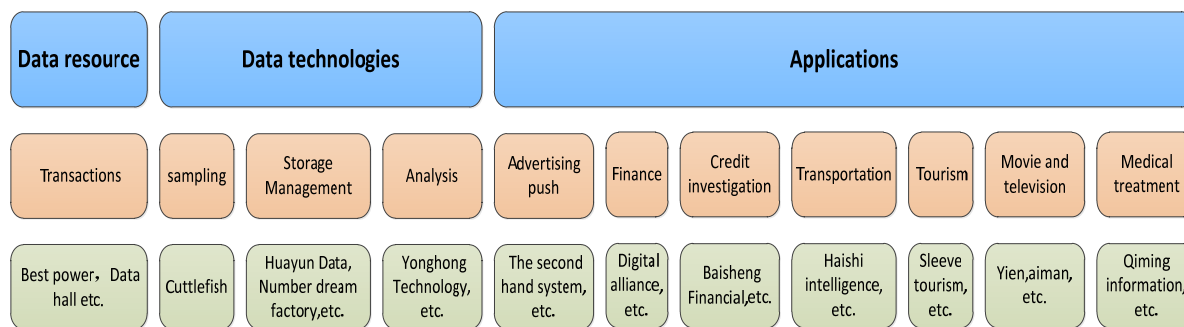 Data resource
Data technologies
Applications
Transactions
sampling
Storage
Management
Analysis
Advertising
push
Finance
Credit
investigation
Transportation
Tourism
Movie and
television
Medical
treatment
Best power，Data
hall etc.
Cuttlefish
Huayun Data,
Number dream
factory,etc.
Yonghong
Technology,
etc.
The second
hand system,
etc.
Digital
alliance,
etc.
Baisheng
Financial,etc.
Haishi
intelligence,
etc.
Sleeve
tourism,
etc.
Yien,aiman,
etc.
Qiming
information,
etc.